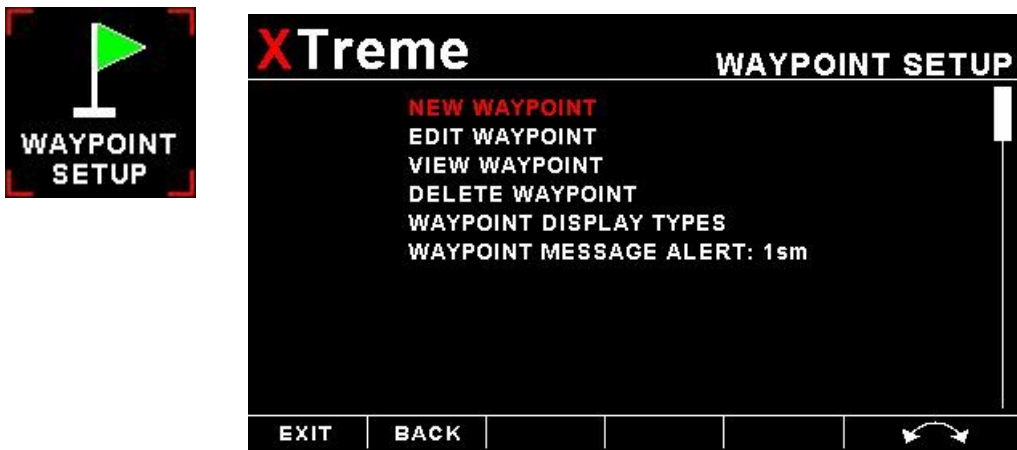 WAYPOINT
SETUP
XTreme
WAYPOINT SETUP
NEW WAYPOINT
EDIT WAYPOINT
VIEW WAYPOINT
DELETE WAYPOINT
WAYPOINT DISPLAY TYPES
WAYPOINT MESSAGE ALERT: 1sm
EXIT BACK